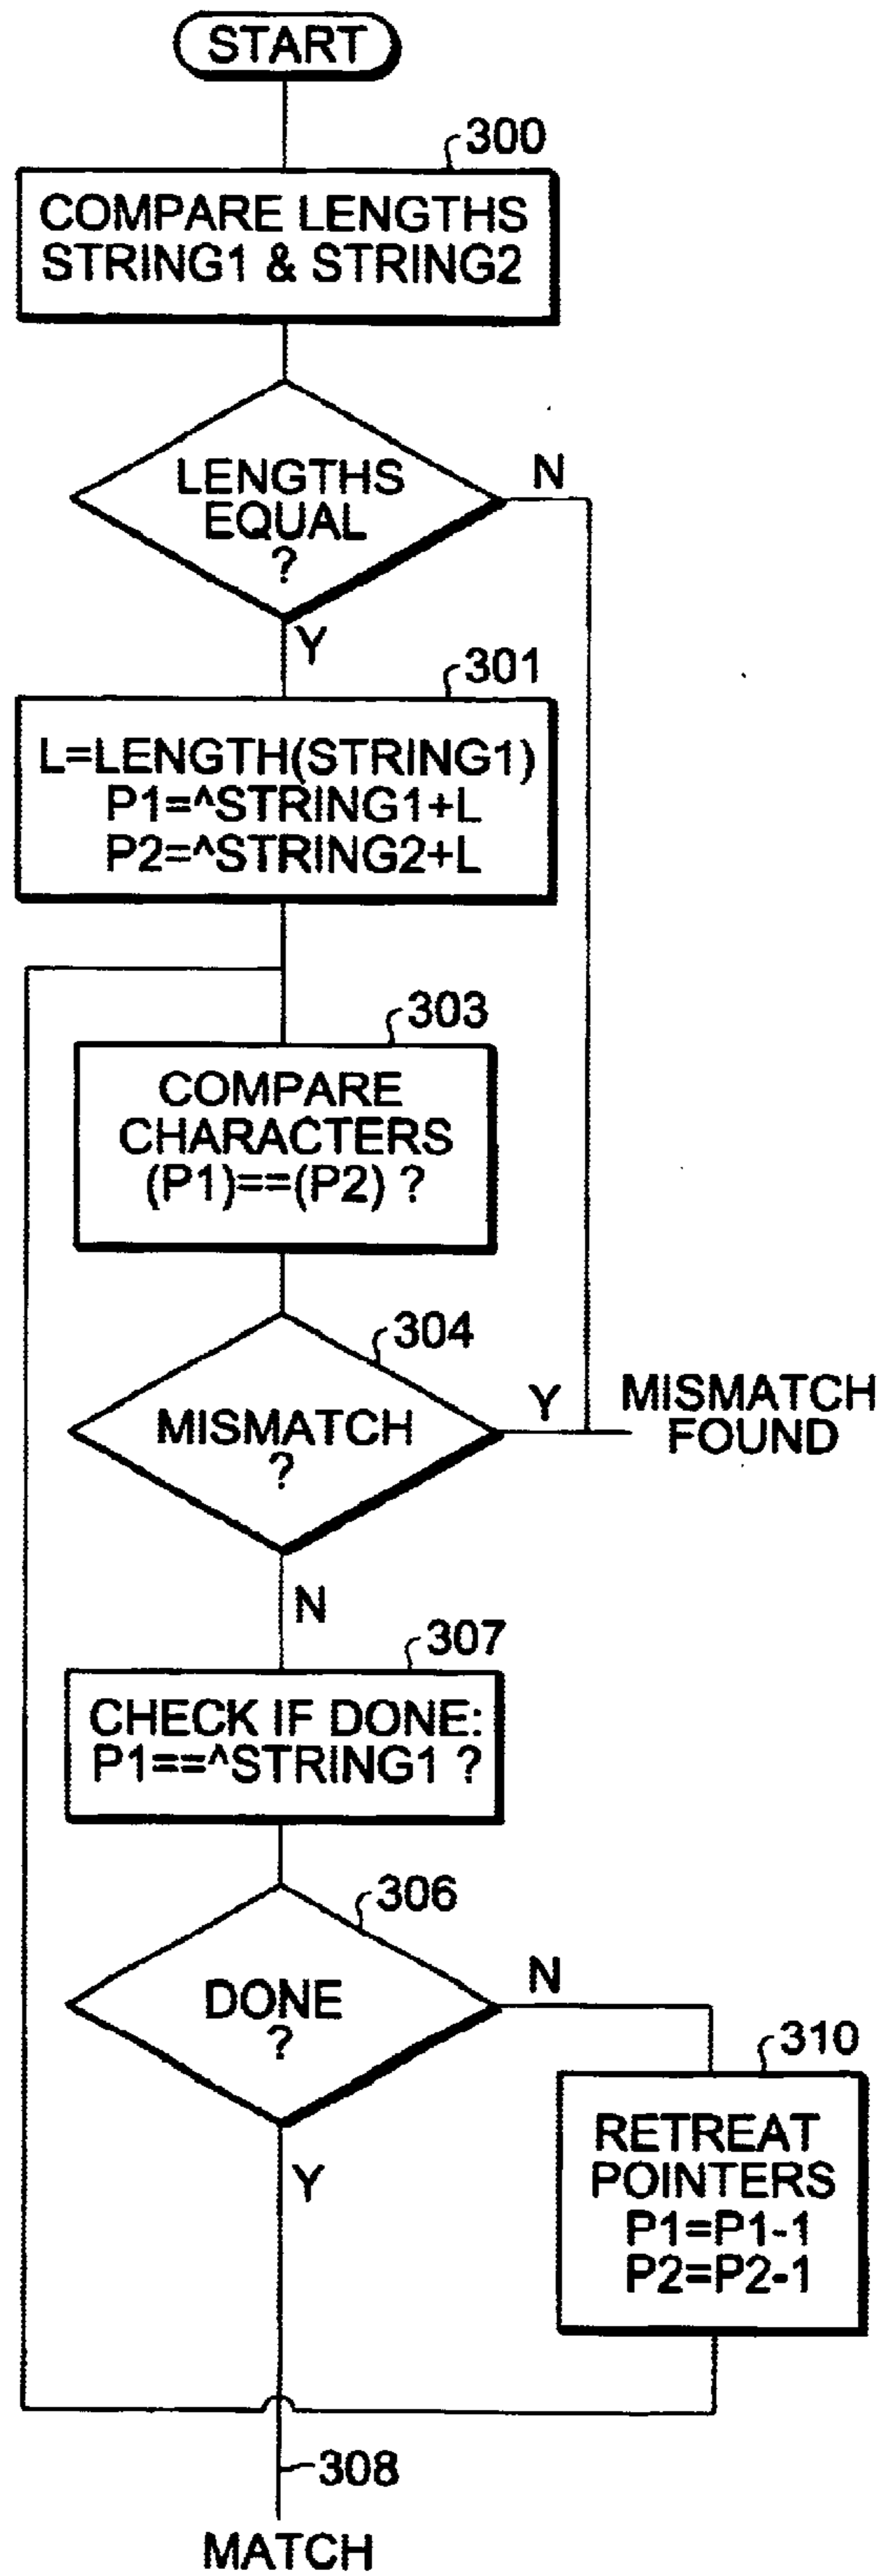 START
300
COMPARE LENGTHS
STRING1 & STRING2
LENGTHS
EQUAL
?
N
Y
301
L=LENGTH(STRING1)
P1=^STRING1+L
P2=^STRING2+L
303
COMPARE
CHARACTERS
(P1)==(P2) ?
304
MISMATCH
?
Y
MISMATCH
FOUND
N
307
CHECK IF DONE:
P1==^STRING1 ?
306
DONE
?
N
310
RETREAT
POINTERS
P1=P1-1
P2=P2-1
Y
308
MATCH